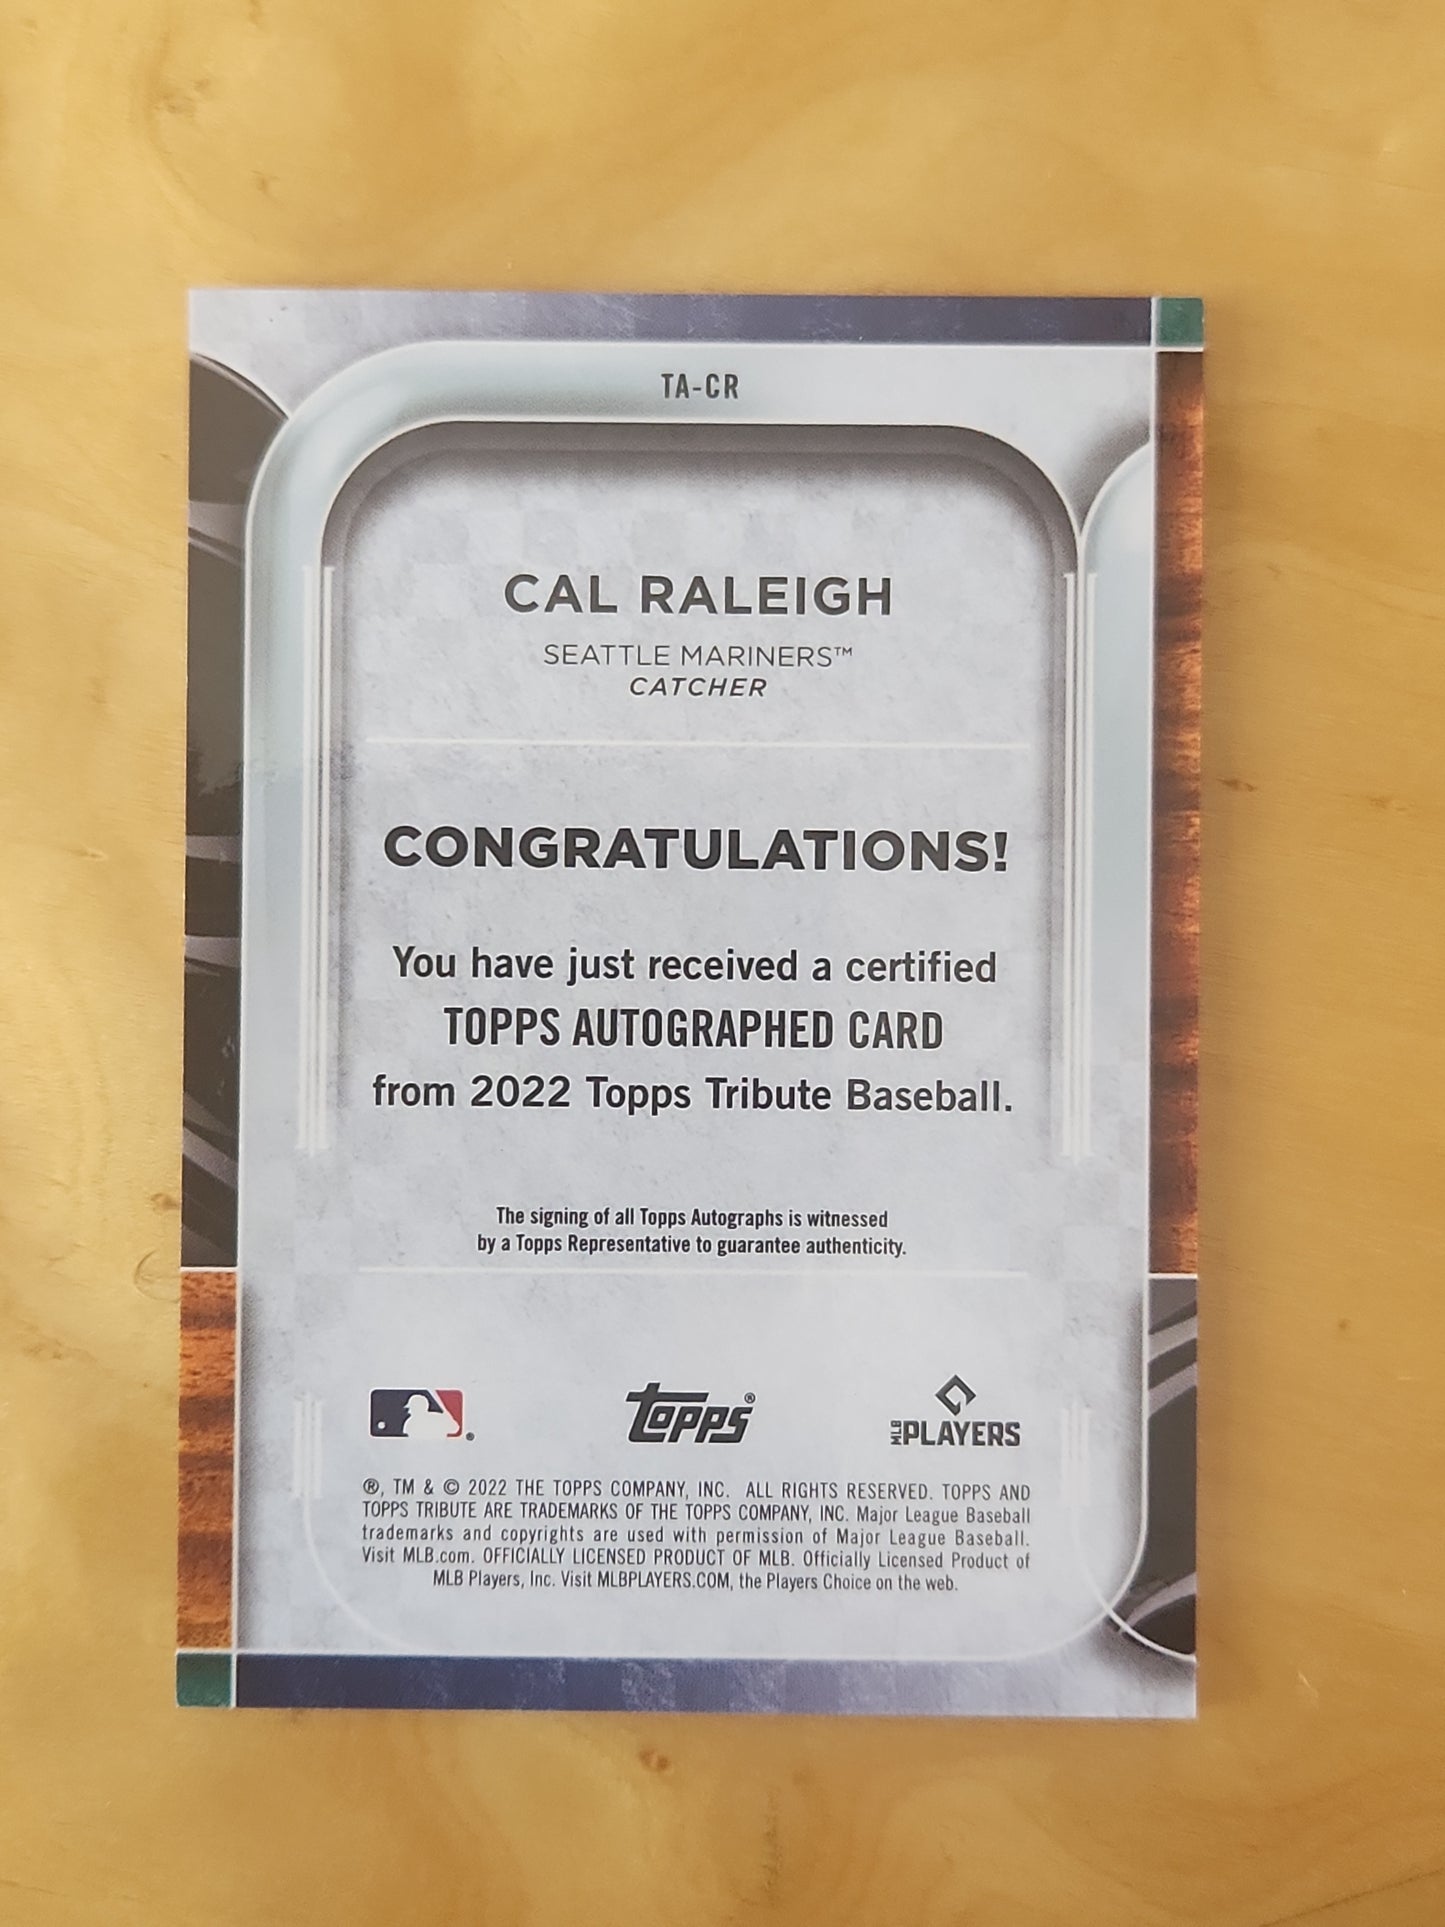 TA-CR
CAL RALEIGH
SEATTLE MARINERS™
CATCHER
CONGRATULATIONS!
You have just received a certified
TOPPS AUTOGRAPHED CARD
from 2022 Topps Tribute Baseball.
The signing of all Topps Autographs is witnessed
by a Topps Representative to guarantee authenticity.
®
Topps®
MLB PLAYERS
®, TM & © 2022 THE TOPPS COMPANY, INC. ALL RIGHTS RESERVED. TOPPS AND
TOPPS TRIBUTE ARE TRADEMARKS OF THE TOPPS COMPANY, INC. Major League Baseball
trademarks and copyrights are used with permission of Major League Baseball.
Visit MLB.com. OFFICIALLY LICENSED PRODUCT OF MLB. Officially Licensed Product of
MLB Players, Inc. Visit MLBPLAYERS.COM, the Players Choice on the web.